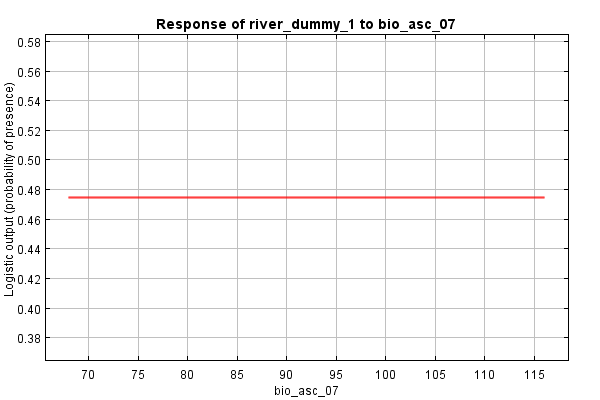 Response of river_dummy_1 to bio_asc_07
Logistic output (probability of presence)
0.58
0.56
0.54
0.52
0.50
0.48
0.46
0.44
0.42
0.40
0.38
70 75 80 85 90 95 100 105 110 115
bio_asc_07